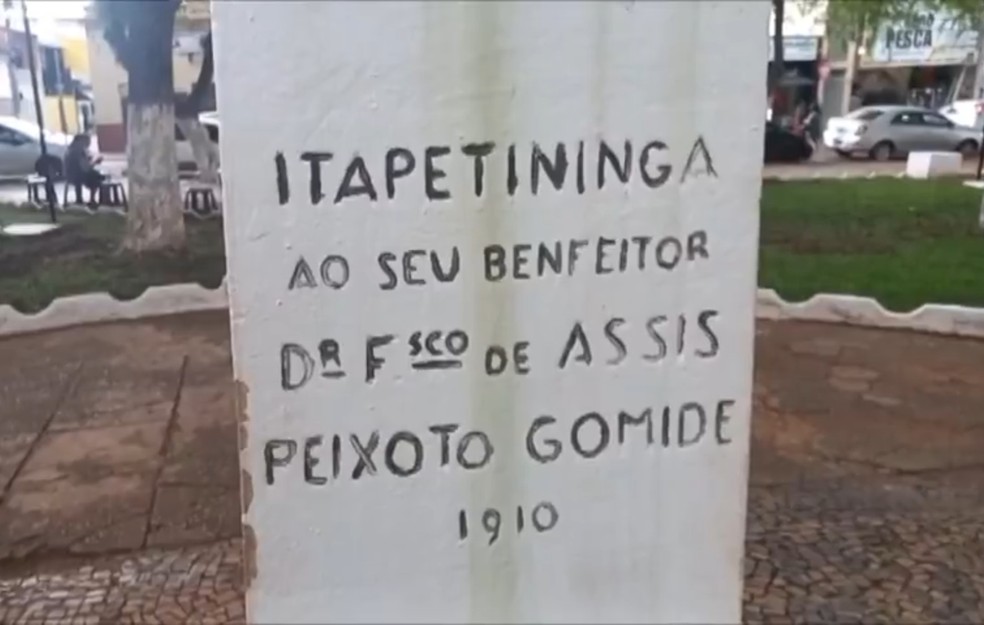 ITAPETININGA
AO SEU BENFEITOR
Dᴿ Fˢᶜᴼ DE ASSIS
PEIXOTO GOMIDE
1910
PESCA